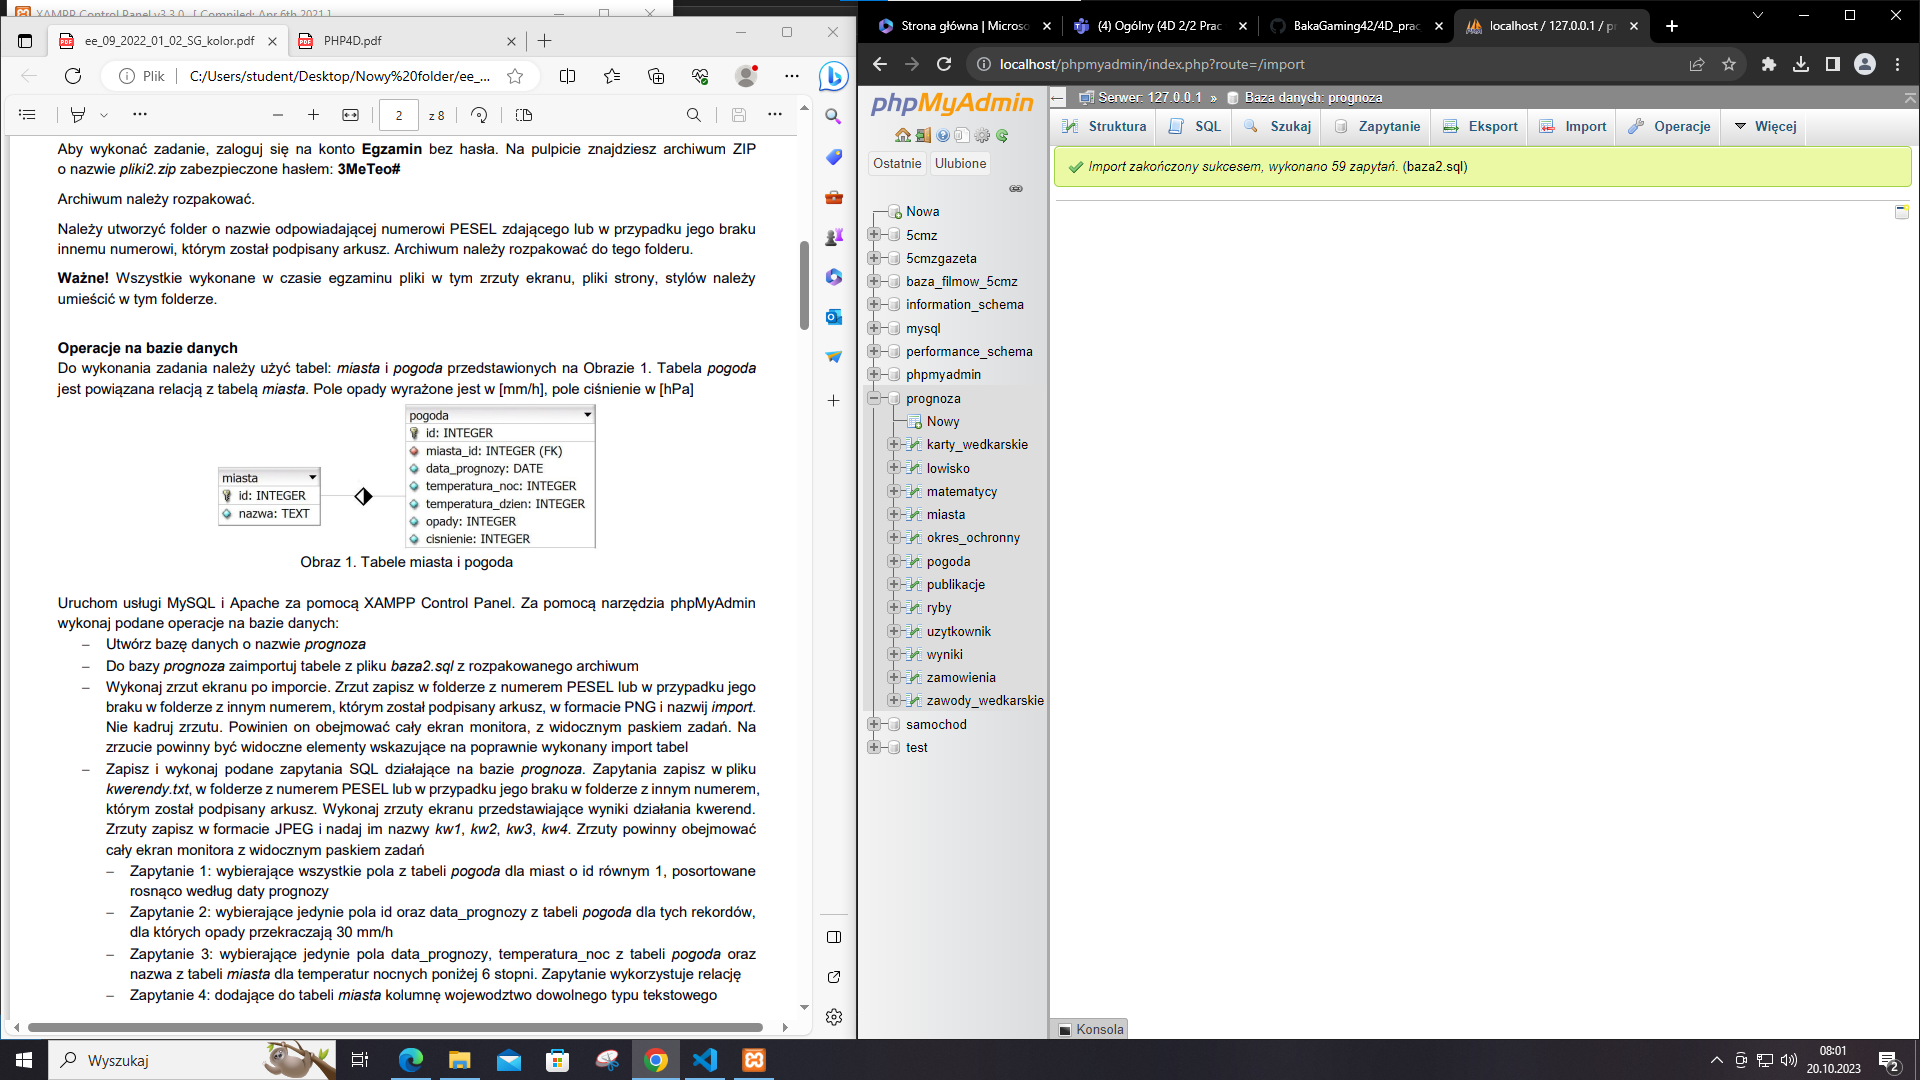 XAMPP Control Panel v3.3.0 [ Compiled: Apr 6th 2021 ]
ee_09_2022_01_02_SG_kolor.pdf
PHP4D.pdf
Plik
C:/Users/student/Desktop/Nowy%20folder/ee_...
2
z 8
Aby wykonać zadanie, zaloguj się na konto Egzamin bez hasła. Na pulpicie znajdziesz archiwum ZIP
o nazwie pliki2.zip zabezpieczone hasłem: 3MeTeo#
Archiwum należy rozpakować.
Należy utworzyć folder o nazwie odpowiadającej numerowi PESEL zdającego lub w przypadku jego braku
innemu numerowi, którym został podpisany arkusz. Archiwum należy rozpakować do tego folderu.
Ważne! Wszystkie wykonane w czasie egzaminu pliki w tym zrzuty ekranu, pliki strony, stylów należy
umieścić w tym folderze.
Operacje na bazie danych
Do wykonania zadania należy użyć tabel: miasta i pogoda przedstawionych na Obrazie 1. Tabela pogoda
jest powiązana relacją z tabelą miasta. Pole opady wyrażone jest w [mm/h], pole ciśnienie w [hPa]
pogoda
id: INTEGER
miasta_id: INTEGER (FK)
data_prognozy: DATE
temperatura_noc: INTEGER
temperatura_dzien: INTEGER
opady: INTEGER
cisnienie: INTEGER
miasta
id: INTEGER
nazwa: TEXT
Obraz 1. Tabele miasta i pogoda
Uruchom usługi MySQL i Apache za pomocą XAMPP Control Panel. Za pomocą narzędzia phpMyAdmin
wykonaj podane operacje na bazie danych:
– Utwórz bazę danych o nazwie prognoza
– Do bazy prognoza zaimportuj tabele z pliku baza2.sql z rozpakowanego archiwum
– Wykonaj zrzut ekranu po imporcie. Zrzut zapisz w folderze z numerem PESEL lub w przypadku jego
braku w folderze z innym numerem, którym został podpisany arkusz, w formacie PNG i nazwij import.
Nie kadruj zrzutu. Powinien on obejmować cały ekran monitora, z widocznym paskiem zadań. Na
zrzucie powinny być widoczne elementy wskazujące na poprawnie wykonany import tabel
– Zapisz i wykonaj podane zapytania SQL działające na bazie prognoza. Zapytania zapisz w pliku
kwerendy.txt, w folderze z numerem PESEL lub w przypadku jego braku w folderze z innym numerem,
którym został podpisany arkusz. Wykonaj zrzuty ekranu przedstawiające wyniki działania kwerend.
Zrzuty zapisz w formacie JPEG i nadaj im nazwy kw1, kw2, kw3, kw4. Zrzuty powinny obejmować
cały ekran monitora z widocznym paskiem zadań
– Zapytanie 1: wybierające wszystkie pola z tabeli pogoda dla miast o id równym 1, posortowane
rosnąco według daty prognozy
– Zapytanie 2: wybierające jedynie pola id oraz data_prognozy z tabeli pogoda dla tych rekordów,
dla których opady przekraczają 30 mm/h
– Zapytanie 3: wybierające jedynie pola data_prognozy, temperatura_noc z tabeli pogoda oraz
nazwa z tabeli miasta dla temperatur nocnych poniżej 6 stopni. Zapytanie wykorzystuje relację
– Zapytanie 4: dodające do tabeli miasta kolumnę wojewodztwo dowolnego typu tekstowego
Strona główna | Microso
(4) Ogólny (4D 2/2 Prac
BakaGaming42/4D_prac
localhost / 127.0.0.1 / pr
localhost/phpmyadmin/index.php?route=/import
phpMyAdmin
Ostatnie
Ulubione
Nowa
5cmz
5cmzgazeta
baza_filmow_5cmz
information_schema
mysql
performance_schema
phpmyadmin
prognoza
Nowy
karty_wedkarskie
lowisko
matematycy
miasta
okres_ochronny
pogoda
publikacje
ryby
uzytkownik
wyniki
zamowienia
zawody_wedkarskie
samochod
test
Serwer: 127.0.0.1 » Baza danych: prognoza
Struktura
SQL
Szukaj
Zapytanie
Eksport
Import
Operacje
Więcej
Import zakończony sukcesem, wykonano 59 zapytań. (baza2.sql)
Konsola
Wyszukaj
08:01
20.10.2023
2